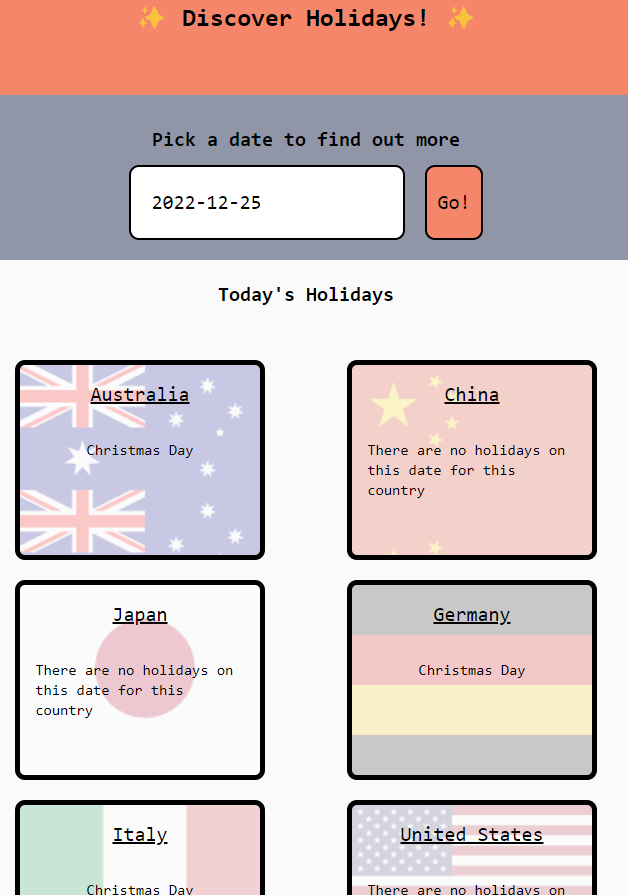 ✨ Discover Holidays! ✨
Pick a date to find out more
2022-12-25
Go!
Today's Holidays
Australia
Christmas Day
China
There are no holidays on
this date for this
country
Japan
There are no holidays on
this date for this
country
Germany
Christmas Day
Italy
Christmas Day
United States
There are no holidays on